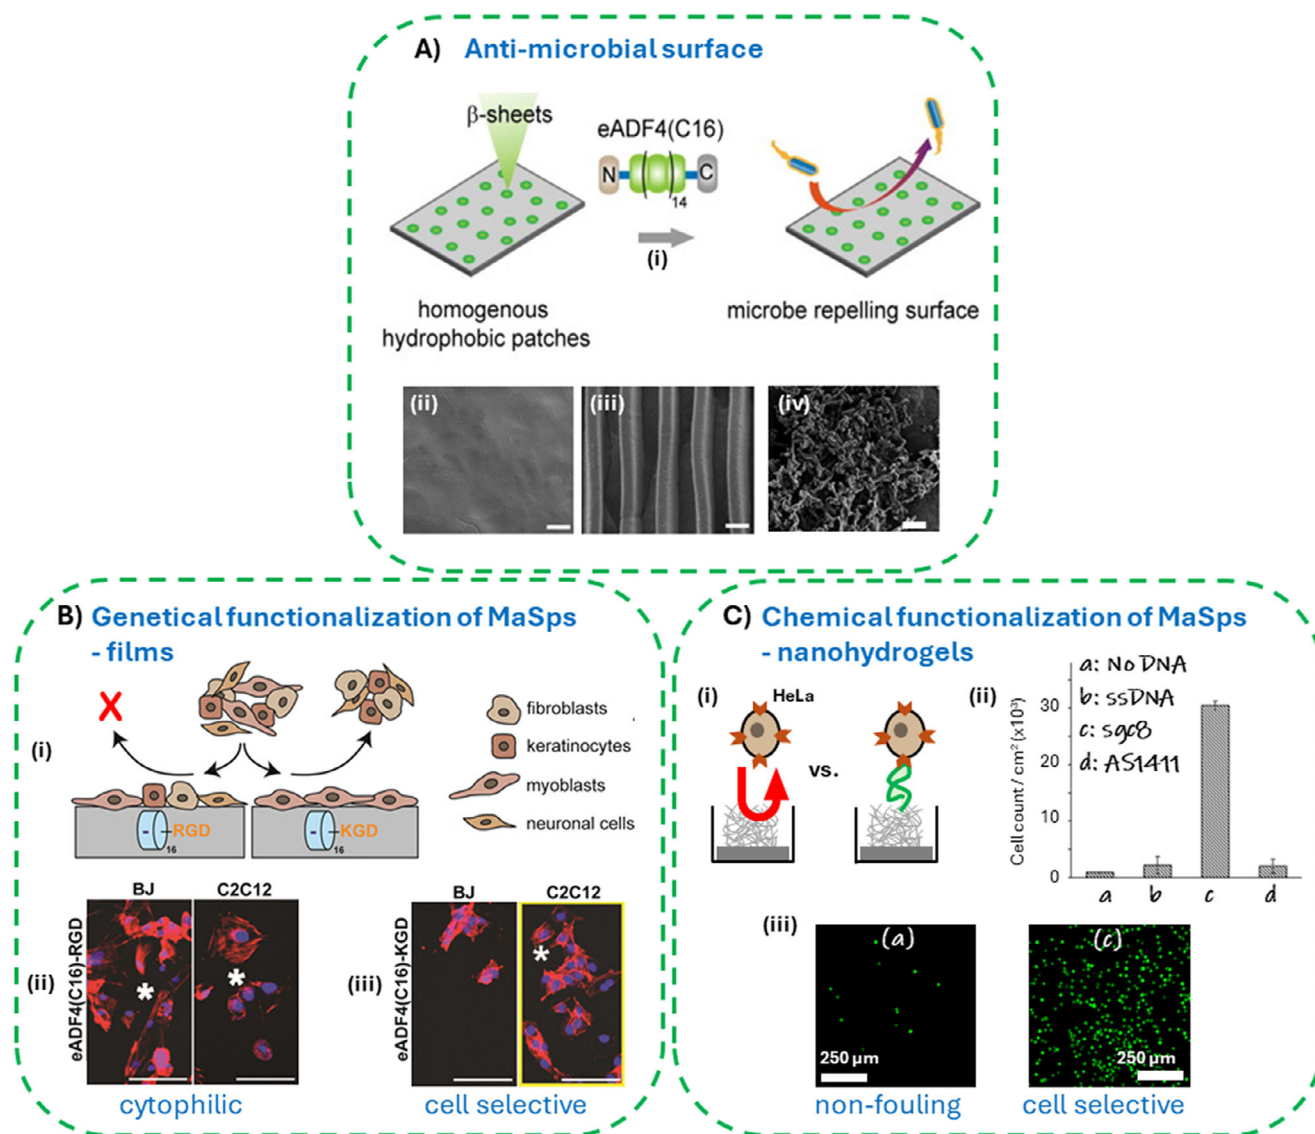 A) Anti-microbial surface
β-sheets
eADF4(C16)
N
C
14
(i)
homogenous
hydrophobic patches
microbe repelling surface
(ii)
(iii)
(iv)
B) Genetical functionalization of MaSps
- films
X
(i)
fibroblasts
keratinocytes
myoblasts
neuronal cells
- RGD
16
- KGD
16
BJ
C2C12
(ii)
eADF4(C16)-RGD
*
*
cytophilic
BJ
C2C12
(iii)
eADF4(C16)-KGD
*
cell selective
C) Chemical functionalization of MaSps
- nanohydrogels
(i)
HeLa
vs.
(ii)
a: No DNA
b: ssDNA
c: sgc8
d: AS1411
Cell count / cm² (x10³)
30
20
10
0
a b c d
(iii)
(a)
250 µm
non-fouling
(c)
250 µm
cell selective